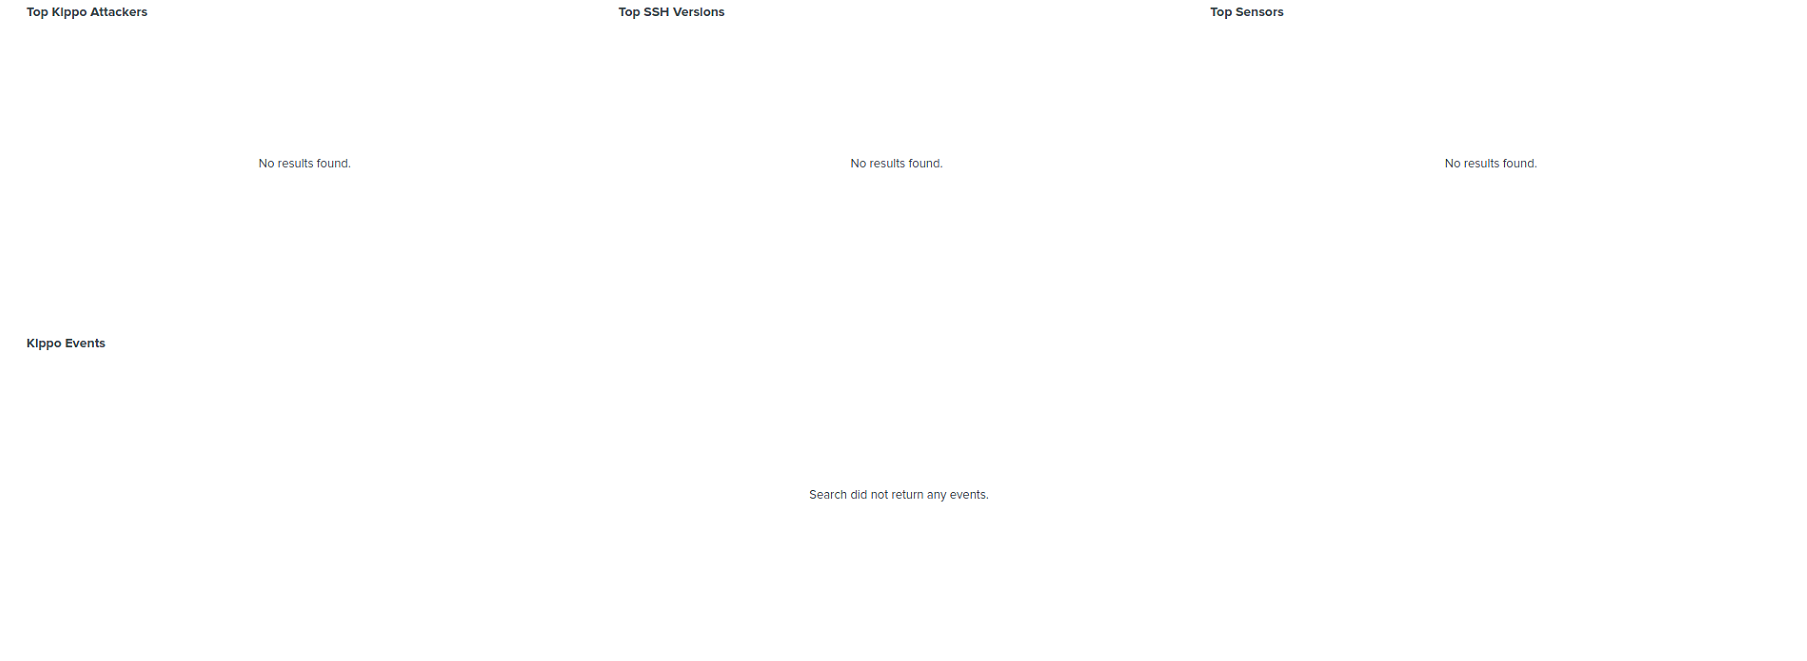 Top Kippo Attackers
Top SSH Versions
Top Sensors
No results found.
No results found.
No results found.
Kippo Events
Search did not return any events.